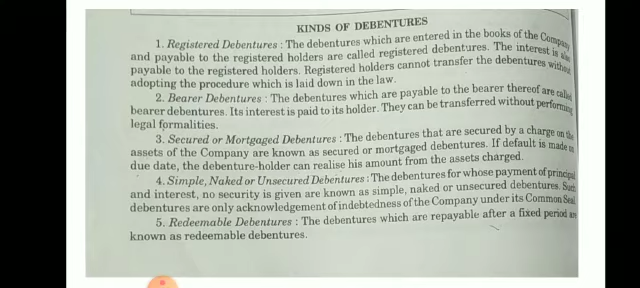 KINDS OF DEBENTURES
1. Registered Debentures : The debentures which are entered in the books of the Company
and payable to the registered holders are called registered debentures. The interest is also
payable to the registered holders. Registered holders cannot transfer the debentures without
adopting the procedure which is laid down in the law.
2. Bearer Debentures : The debentures which are payable to the bearer thereof are called
bearer debentures. Its interest is paid to its holder. They can be transferred without performing
legal formalities.
3. Secured or Mortgaged Debentures : The debentures that are secured by a charge on the
assets of the Company are known as secured or mortgaged debentures. If default is made on
due date, the debenture-holder can realise his amount from the assets charged.
4. Simple, Naked or Unsecured Debentures : The debentures for whose payment of principal
and interest, no security is given are known as simple, naked or unsecured debentures. Such
debentures are only acknowledgement of indebtedness of the Company under its Common Seal.
5. Redeemable Debentures : The debentures which are repayable after a fixed period are
known as redeemable debentures.